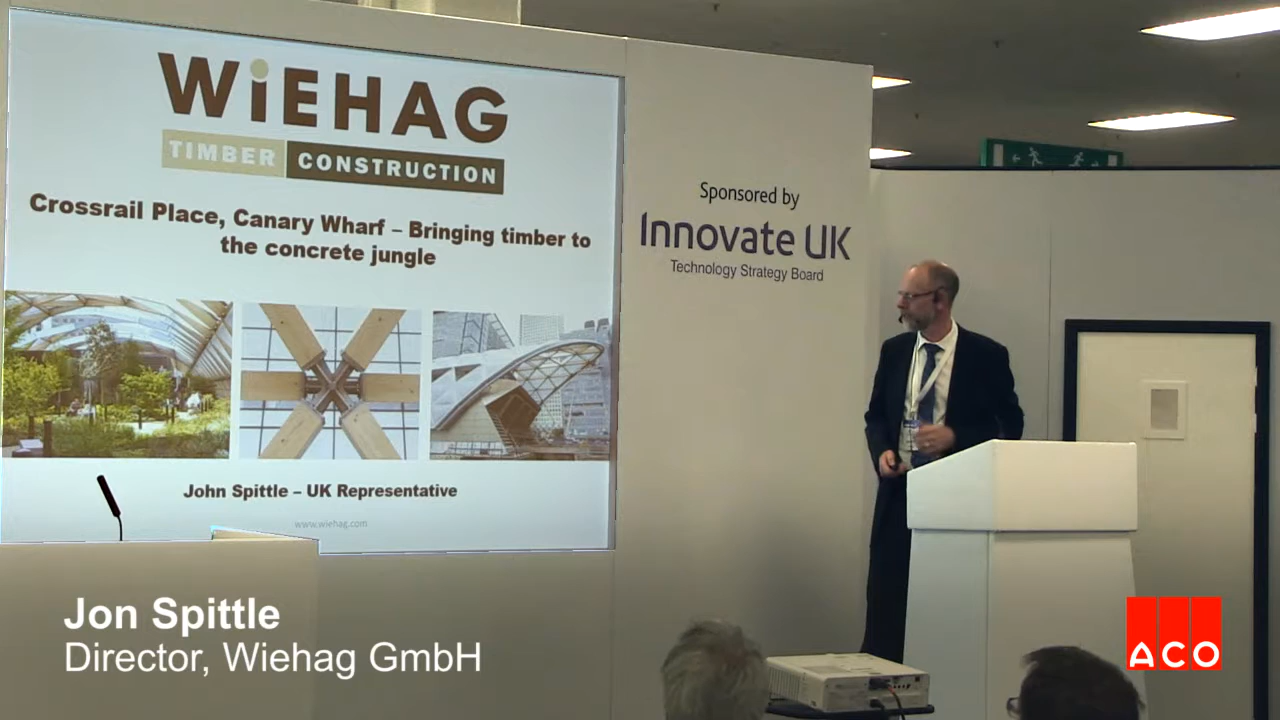 WiEHAG
TIMBER CONSTRUCTION
Crossrail Place, Canary Wharf – Bringing timber to
the concrete jungle
John Spittle – UK Representative
www.wiehag.com
Sponsored by
Innovate UK
Technology Strategy Board
Jon Spittle
Director, Wiehag GmbH
ACO